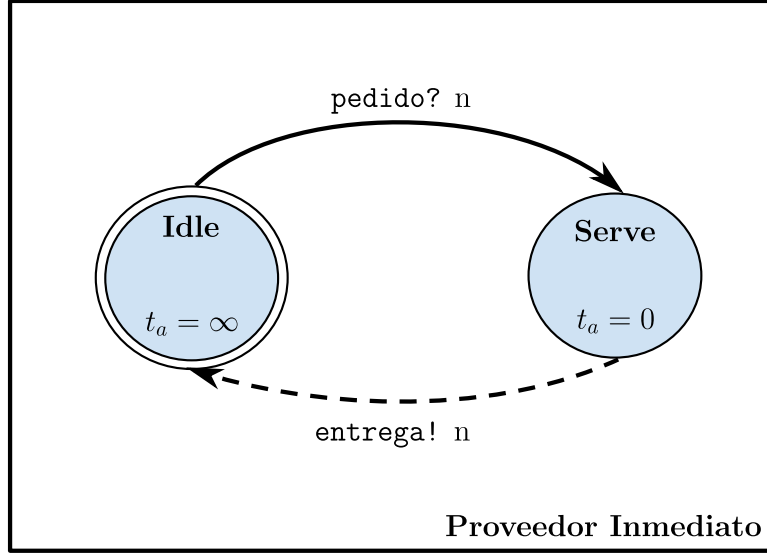 pedido? n
Idle
Serve
t_a = ∞
t_a = 0
entrega! n
Proveedor Inmediato